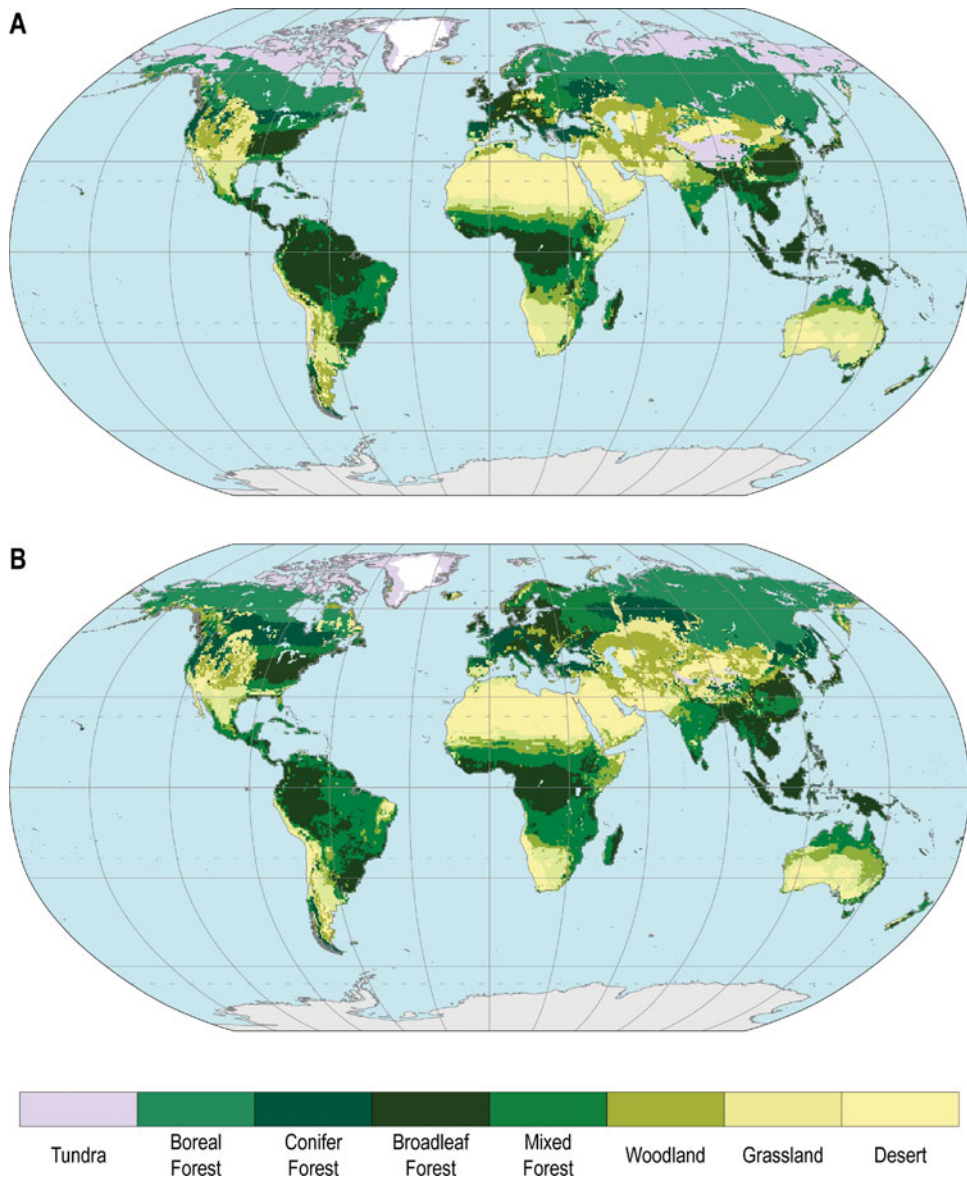 A
B
Tundra
Boreal
Forest
Conifer
Forest
Broadleaf
Forest
Mixed
Forest
Woodland
Grassland
Desert